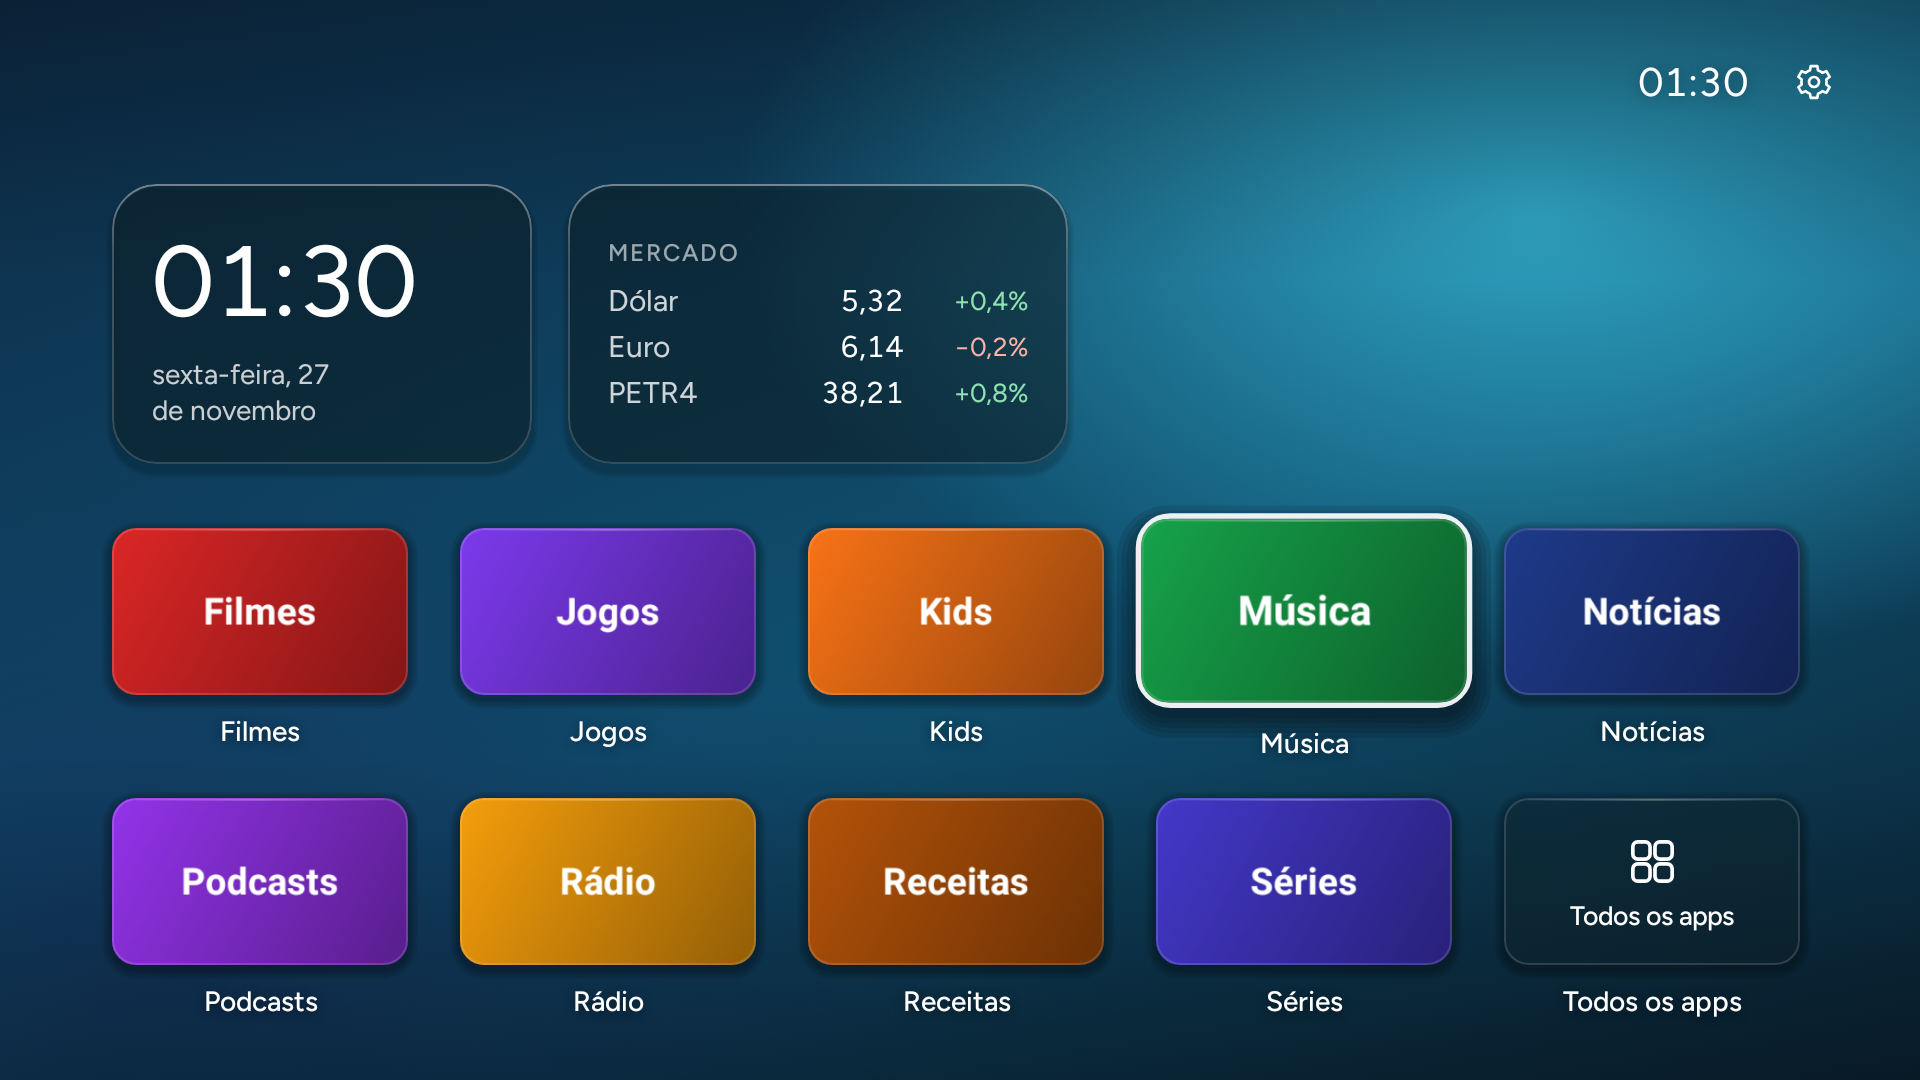 01:30
01:30
sexta-feira, 27
de novembro
MERCADO
Dólar 5,32 +0,4%
Euro 6,14 −0,2%
PETR4 38,21 +0,8%
Filmes
Jogos
Kids
Música
Notícias
Filmes
Jogos
Kids
Música
Notícias
Podcasts
Rádio
Receitas
Séries
Todos os apps
Podcasts
Rádio
Receitas
Séries
Todos os apps